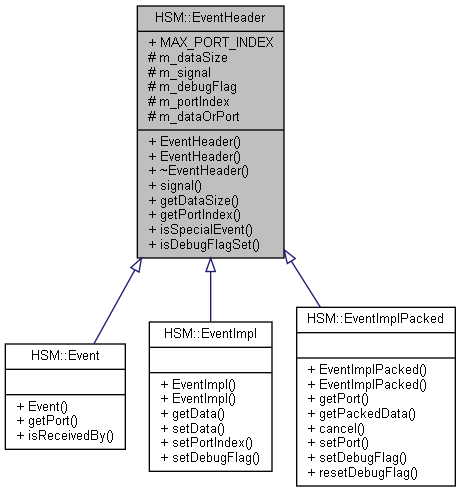 HSM::EventHeader
+ MAX_PORT_INDEX
# m_dataSize
# m_signal
# m_debugFlag
# m_portIndex
# m_dataOrPort
+ EventHeader()
+ EventHeader()
+ ~EventHeader()
+ signal()
+ getDataSize()
+ getPortIndex()
+ isSpecialEvent()
+ isDebugFlagSet()
HSM::Event
+ Event()
+ getPort()
+ isReceivedBy()
HSM::EventImpl
+ EventImpl()
+ EventImpl()
+ getData()
+ setData()
+ setPortIndex()
+ setDebugFlag()
HSM::EventImplPacked
+ EventImplPacked()
+ EventImplPacked()
+ getPort()
+ getPackedData()
+ cancel()
+ setPort()
+ setDebugFlag()
+ resetDebugFlag()